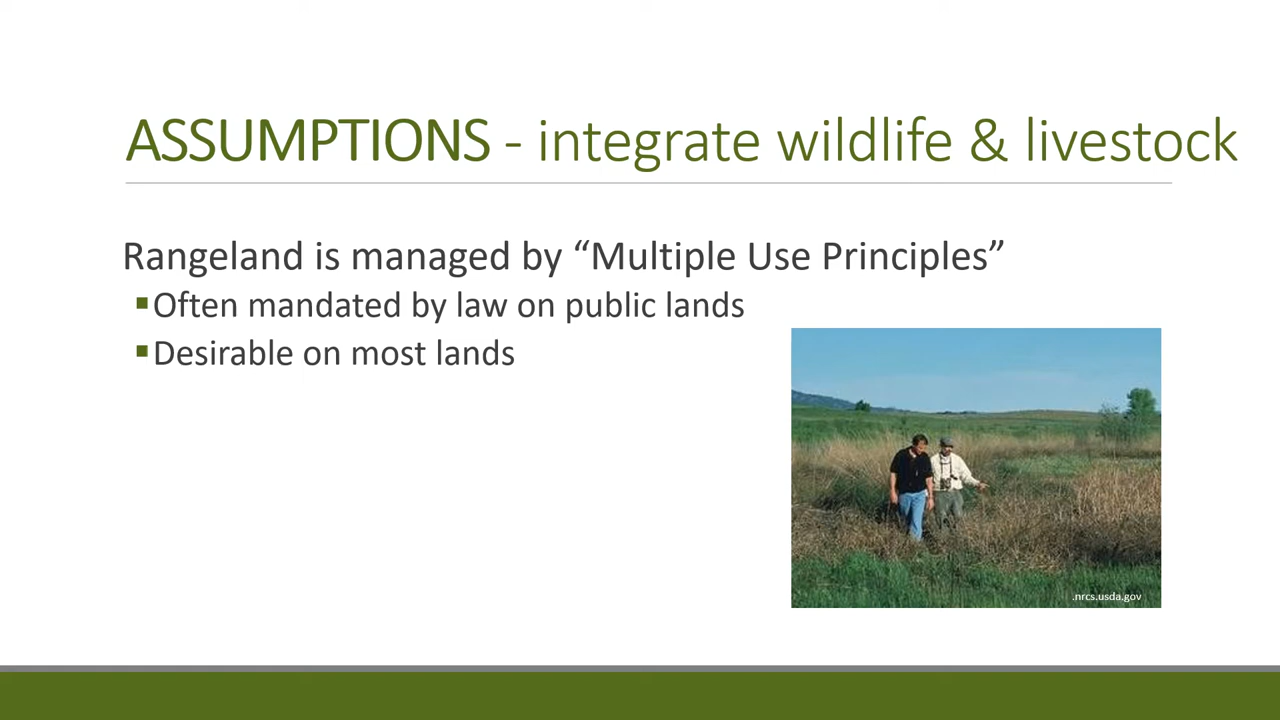 ASSUMPTIONS - integrate wildlife & livestock
Rangeland is managed by “Multiple Use Principles”
▪Often mandated by law on public lands
▪Desirable on most lands
.nrcs.usda.gov